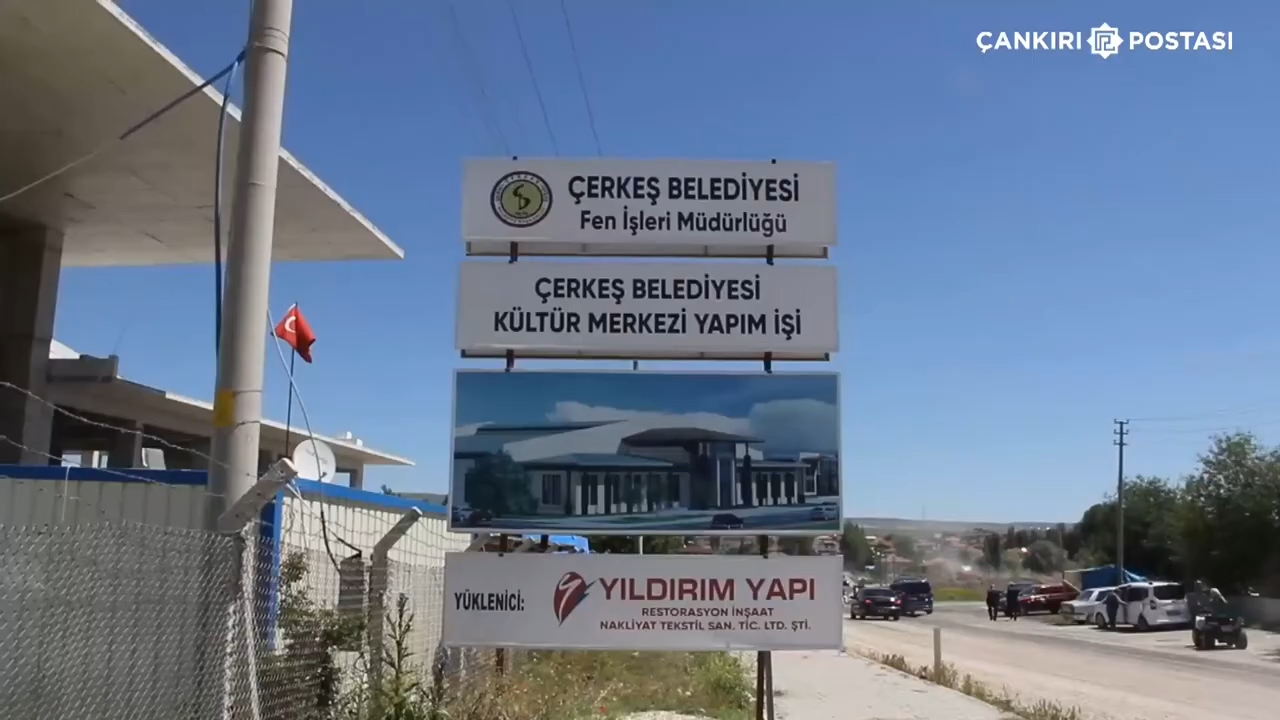 ÇANKIRI POSTASI
ÇERKEŞ BELEDİYESİ
Fen İşleri Müdürlüğü
ÇERKEŞ BELEDİYESİ
KÜLTÜR MERKEZİ YAPIM İŞİ
YÜKLENİCİ:
YILDIRIM YAPI
RESTORASYON İNŞAAT
NAKLİYAT TEKSTİL SAN. TİC. LTD. ŞTİ.